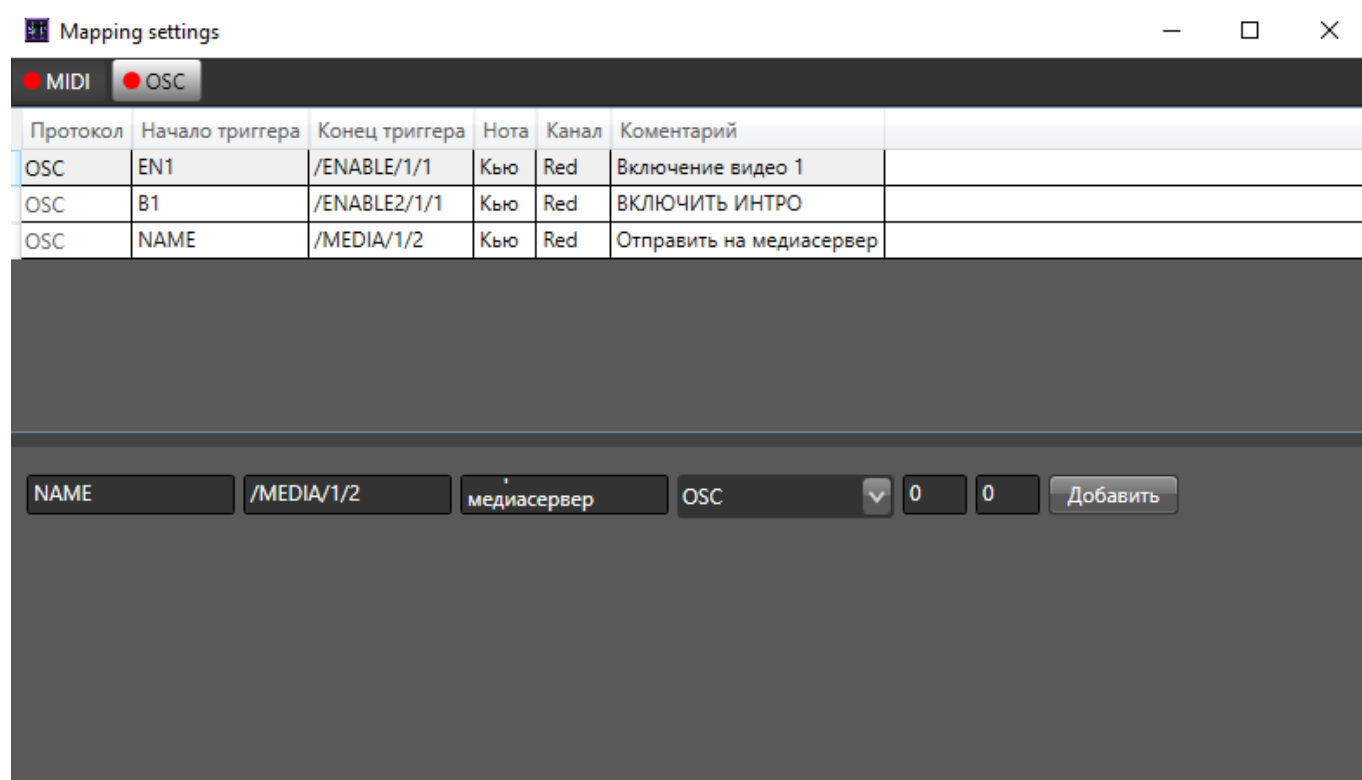 Mapping settings
MIDI OSC
Протокол Начало триггера Конец триггера Нота Канал Коментарий
OSC EN1 /ENABLE/1/1 Кью Red Включение видео 1
OSC B1 /ENABLE2/1/1 Кью Red ВКЛЮЧИТЬ ИНТРО
OSC NAME /MEDIA/1/2 Кью Red Отправить на медиасервер
NAME /MEDIA/1/2 медиасервер OSC 0 0 Добавить